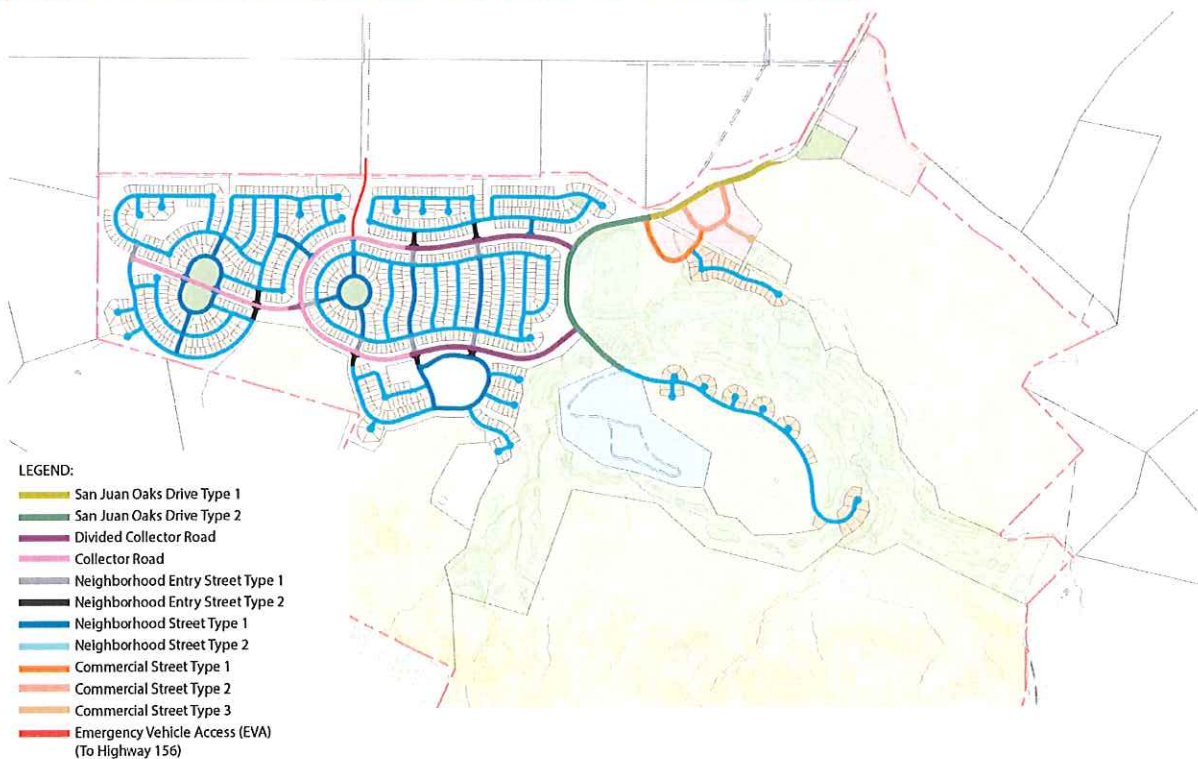 LEGEND:
San Juan Oaks Drive Type 1
San Juan Oaks Drive Type 2
Divided Collector Road
Collector Road
Neighborhood Entry Street Type 1
Neighborhood Entry Street Type 2
Neighborhood Street Type 1
Neighborhood Street Type 2
Commercial Street Type 1
Commercial Street Type 2
Commercial Street Type 3
Emergency Vehicle Access (EVA)
(To Highway 156)